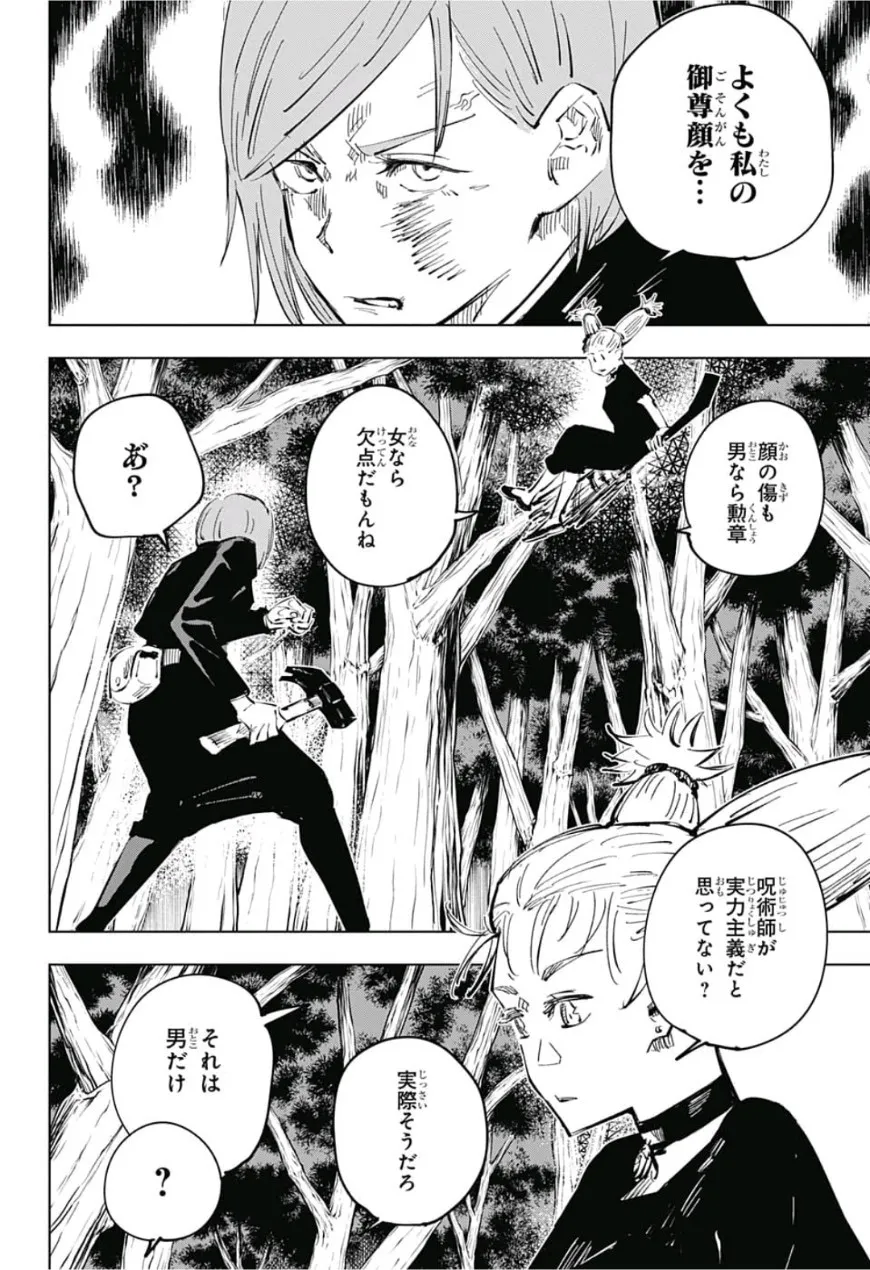 よくも私の
御尊顔を…
顔の傷も
男なら勲章
女なら
欠点だもんね
あ゛?
呪術師が
実力主義だと
思ってない?
実際そうだろ
それは
男だけ
?